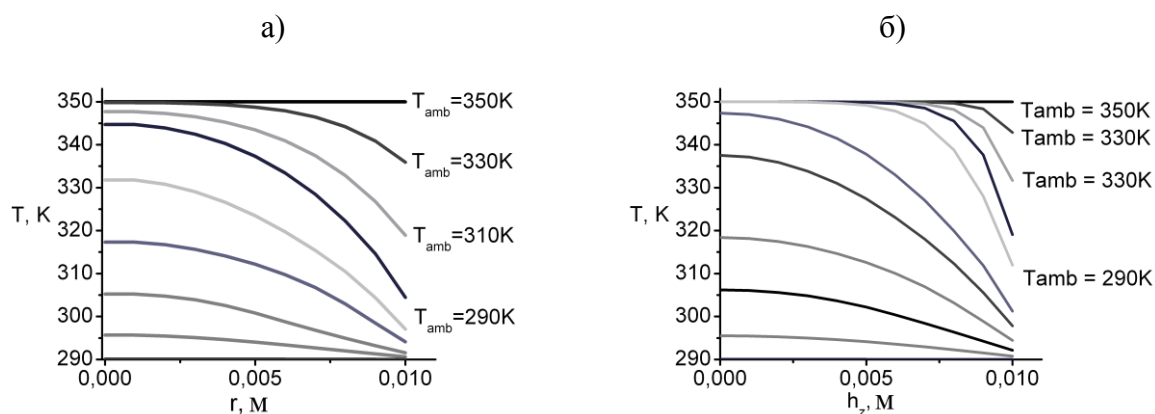 а)
350
340
330
320
310
300
290
T, K
0,000
0,005
0,010
r, м
T_amb=350K
T_amb=330K
T_amb=310K
T_amb=290K
б)
350
340
330
320
310
300
290
T, K
0,000
0,005
0,010
h_z, м
Tamb = 350K
Tamb = 330K
Tamb = 330K
Tamb = 290K